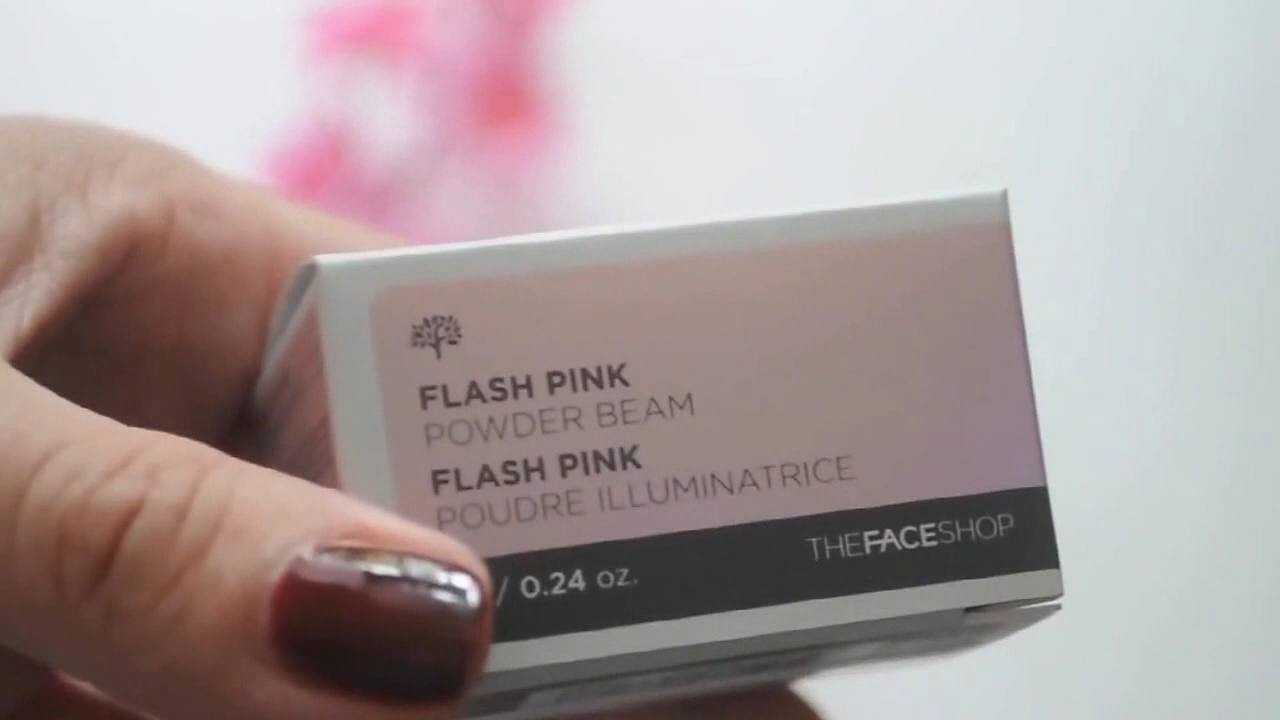 FLASH PINK
POWDER BEAM
FLASH PINK
POUDRE ILLUMINATRICE
/ 0.24 oz.
THEFACESHOP